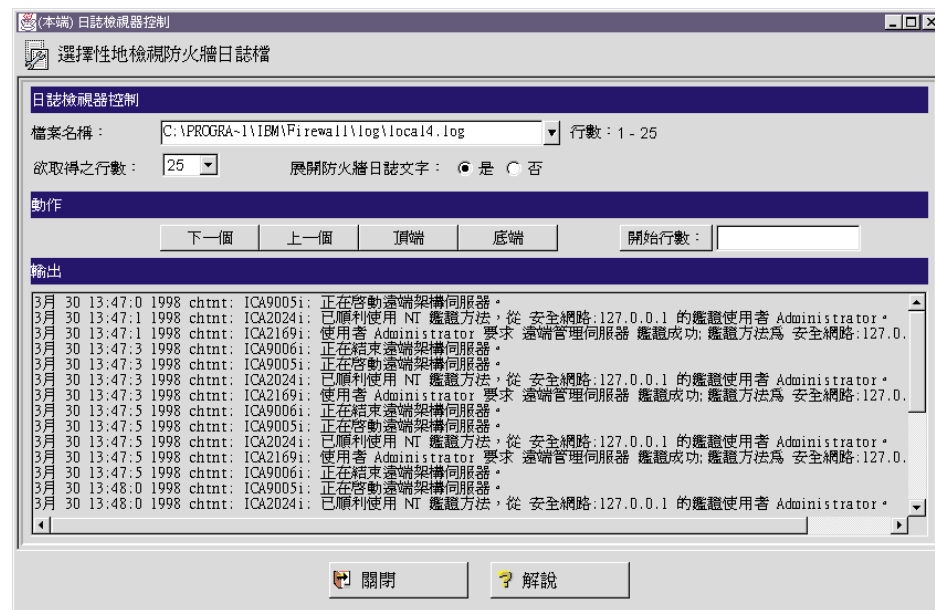 (本端) 日誌檢視器控制
選擇性地檢視防火牆日誌檔
日誌檢視器控制
檔案名稱： C:\PROGRA~1\IBM\Firewall\log\local4.log 行數：1 - 25
欲取得之行數： 25 展開防火牆日誌文字： 是 否
動作
下一個 上一個 頂端 底端 開始行數：
輸出
3月 30 13:47:0 1998 chtnt: ICA9005i: 正在啓動遠端架構伺服器。
3月 30 13:47:1 1998 chtnt: ICA2024i: 已順利使用 NT 鑑證方法，從 安全網路:127.0.0.1 的鑑證使用者 Administrator。
3月 30 13:47:1 1998 chtnt: ICA2169i: 使用者 Administrator 要求 遠端管理伺服器 鑑證成功; 鑑證方法爲 安全網路:127.0.
3月 30 13:47:3 1998 chtnt: ICA9006i: 正在結束遠端架構伺服器。
3月 30 13:47:3 1998 chtnt: ICA9005i: 正在啓動遠端架構伺服器。
3月 30 13:47:3 1998 chtnt: ICA2024i: 已順利使用 NT 鑑證方法，從 安全網路:127.0.0.1 的鑑證使用者 Administrator。
3月 30 13:47:3 1998 chtnt: ICA2169i: 使用者 Administrator 要求 遠端管理伺服器 鑑證成功; 鑑證方法爲 安全網路:127.0.
3月 30 13:47:5 1998 chtnt: ICA9006i: 正在結束遠端架構伺服器。
3月 30 13:47:5 1998 chtnt: ICA9005i: 正在啓動遠端架構伺服器。
3月 30 13:47:5 1998 chtnt: ICA2024i: 已順利使用 NT 鑑證方法，從 安全網路:127.0.0.1 的鑑證使用者 Administrator。
3月 30 13:47:5 1998 chtnt: ICA2169i: 使用者 Administrator 要求 遠端管理伺服器 鑑證成功; 鑑證方法爲 安全網路:127.0.
3月 30 13:47:5 1998 chtnt: ICA9006i: 正在結束遠端架構伺服器。
3月 30 13:48:0 1998 chtnt: ICA9005i: 正在啓動遠端架構伺服器。
3月 30 13:48:0 1998 chtnt: ICA2024i: 已順利使用 NT 鑑證方法，從 安全網路:127.0.0.1 的鑑證使用者 Administrator。
關閉 解說